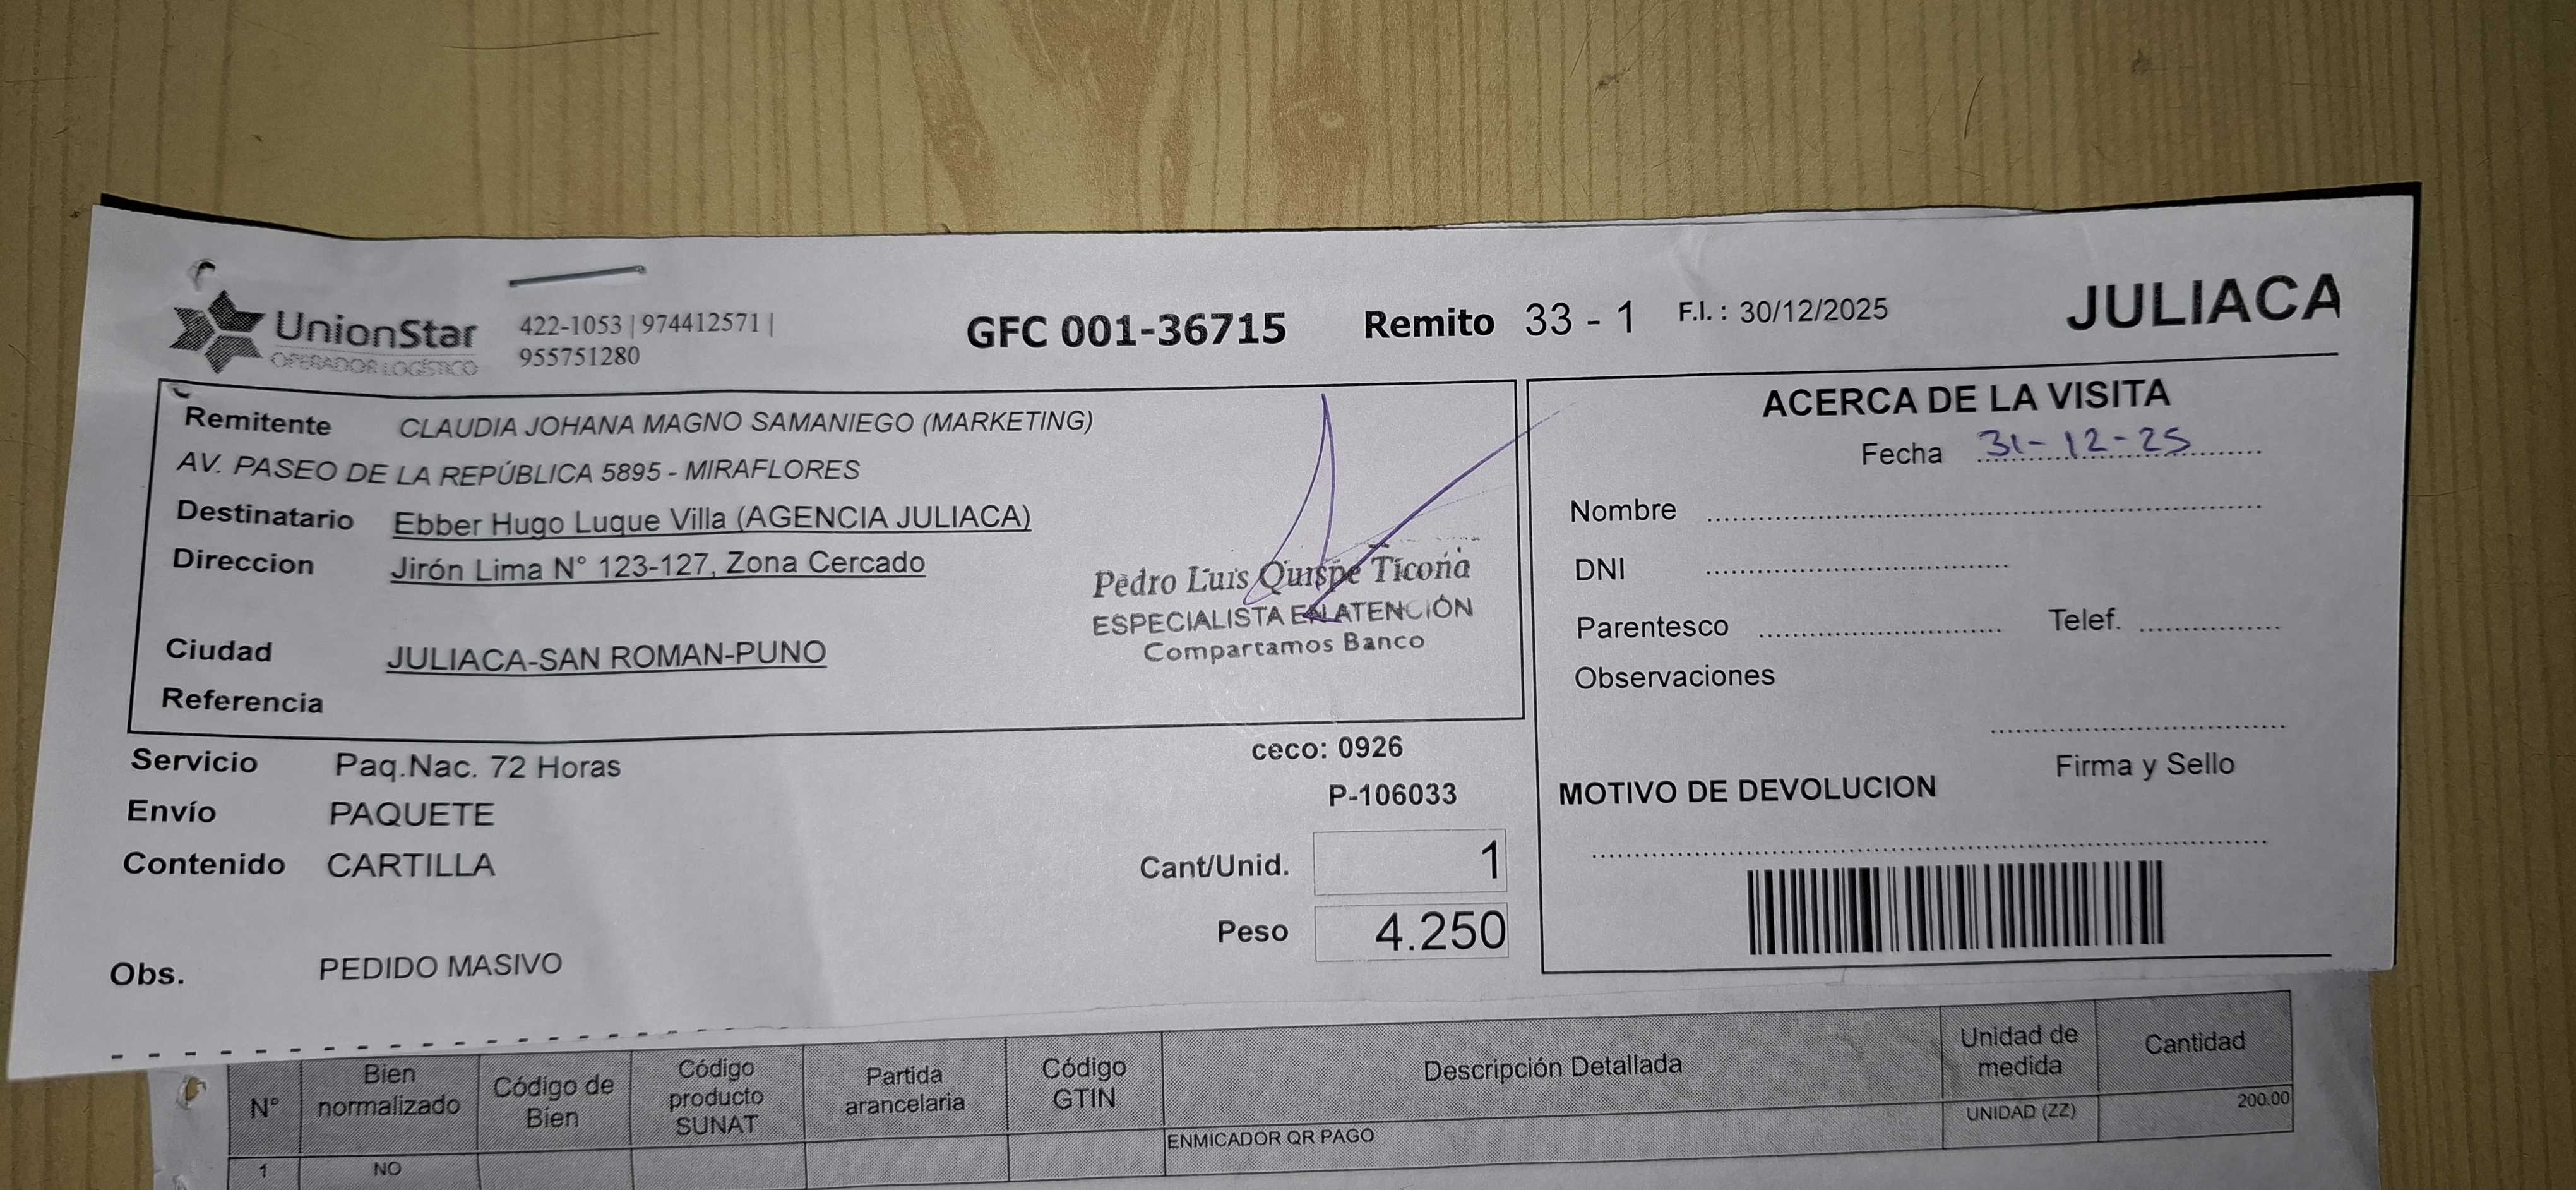 UnionStar
OPERADOR LOGÍSTICO
422-1053 | 974412571 |
955751280
GFC 001-36715
Remito 33 - 1
F.I. : 30/12/2025
JULIACA
Remitente CLAUDIA JOHANA MAGNO SAMANIEGO (MARKETING)
AV. PASEO DE LA REPÚBLICA 5895 - MIRAFLORES
Destinatario Ebber Hugo Luque Villa (AGENCIA JULIACA)
Direccion Jirón Lima N° 123-127, Zona Cercado
Ciudad JULIACA-SAN ROMAN-PUNO
Referencia
Pedro Luis Quispe Ticona
ESPECIALISTA EN ATENCIÓN
Compartamos Banco
ACERCA DE LA VISITA
Fecha 31-12-25
Nombre
DNI
Parentesco Telef.
Observaciones
Firma y Sello
MOTIVO DE DEVOLUCION
Servicio Paq.Nac. 72 Horas
Envío PAQUETE
Contenido CARTILLA
Obs. PEDIDO MASIVO
ceco: 0926
P-106033
Cant/Unid. 1
Peso 4.250
N° Bien normalizado Código de Bien Código producto SUNAT Partida arancelaria Código GTIN Descripción Detallada Unidad de medida Cantidad
1 NO ENMICADOR QR PAGO UNIDAD (ZZ) 200.00